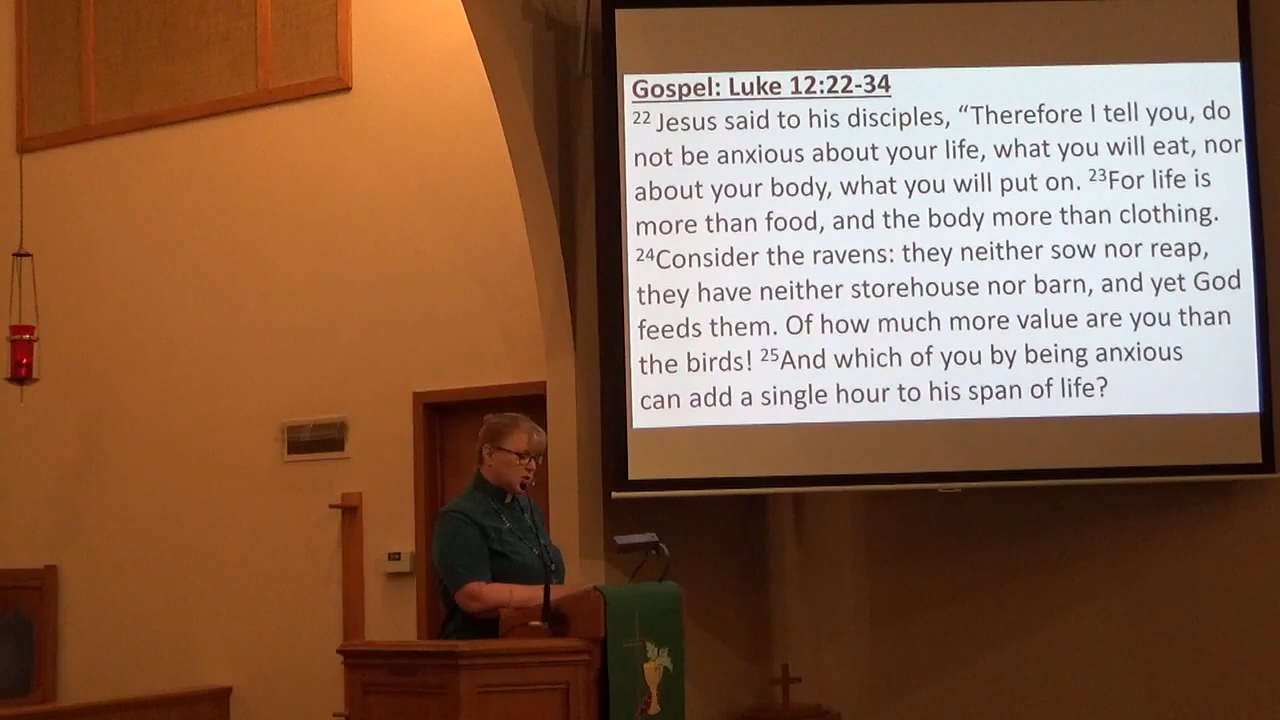 Gospel: Luke 12:22-34
22 Jesus said to his disciples, “Therefore I tell you, do
not be anxious about your life, what you will eat, nor
about your body, what you will put on. 23For life is
more than food, and the body more than clothing.
24Consider the ravens: they neither sow nor reap,
they have neither storehouse nor barn, and yet God
feeds them. Of how much more value are you than
the birds! 25And which of you by being anxious
can add a single hour to his span of life?